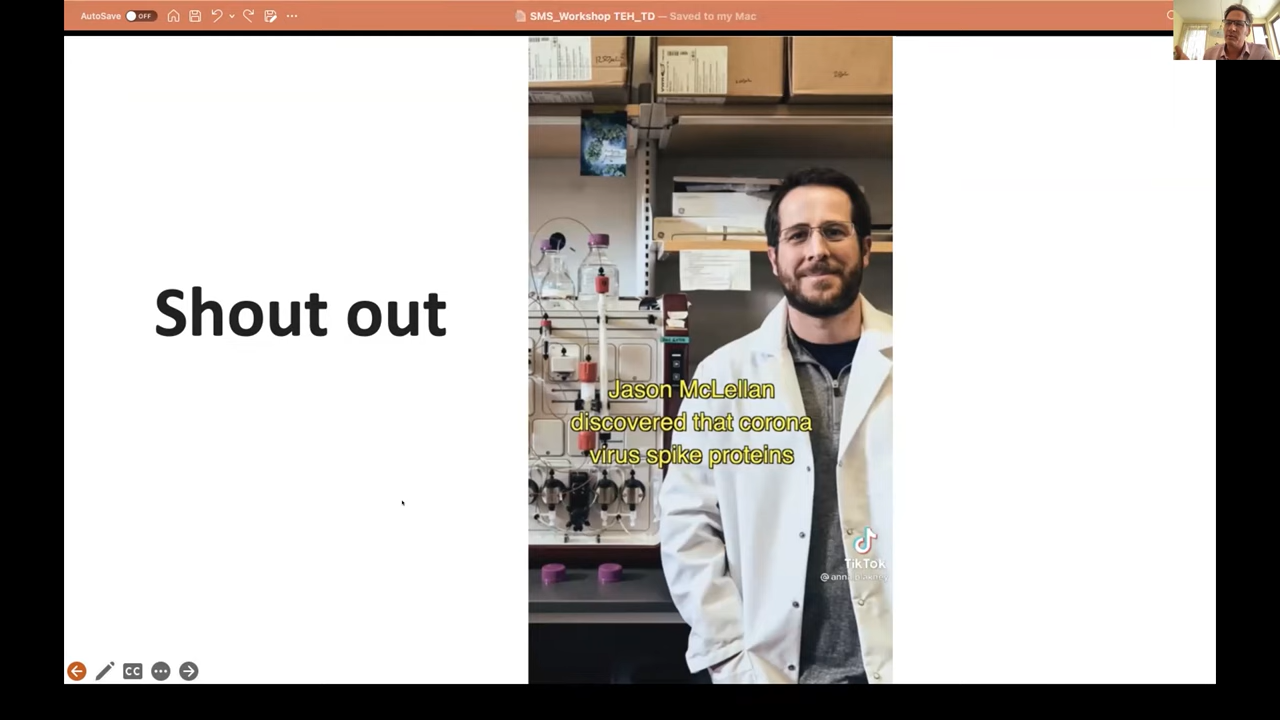 AutoSave OFF
SMS_Workshop TEH_TD — Saved to my Mac
Shout out
Jason McLellan
discovered that corona
virus spike proteins
TikTok
CC